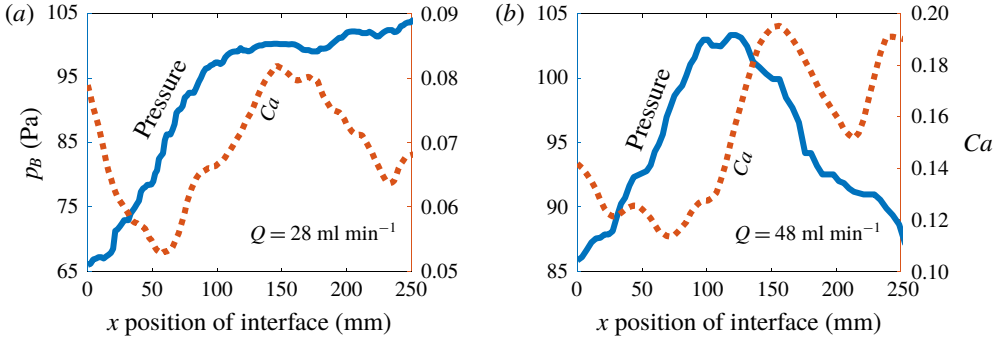 (a)
105
95
85
75
65
p_B (Pa)
0.09
0.08
0.07
0.06
0.05
Pressure
Ca
Q = 28 ml min⁻¹
0 50 100 150 200 250
x position of interface (mm)
(b)
105
100
95
90
85
0.20
0.18
0.16
0.14
0.12
0.10
Ca
Pressure
Ca
Q = 48 ml min⁻¹
0 50 100 150 200 250
x position of interface (mm)